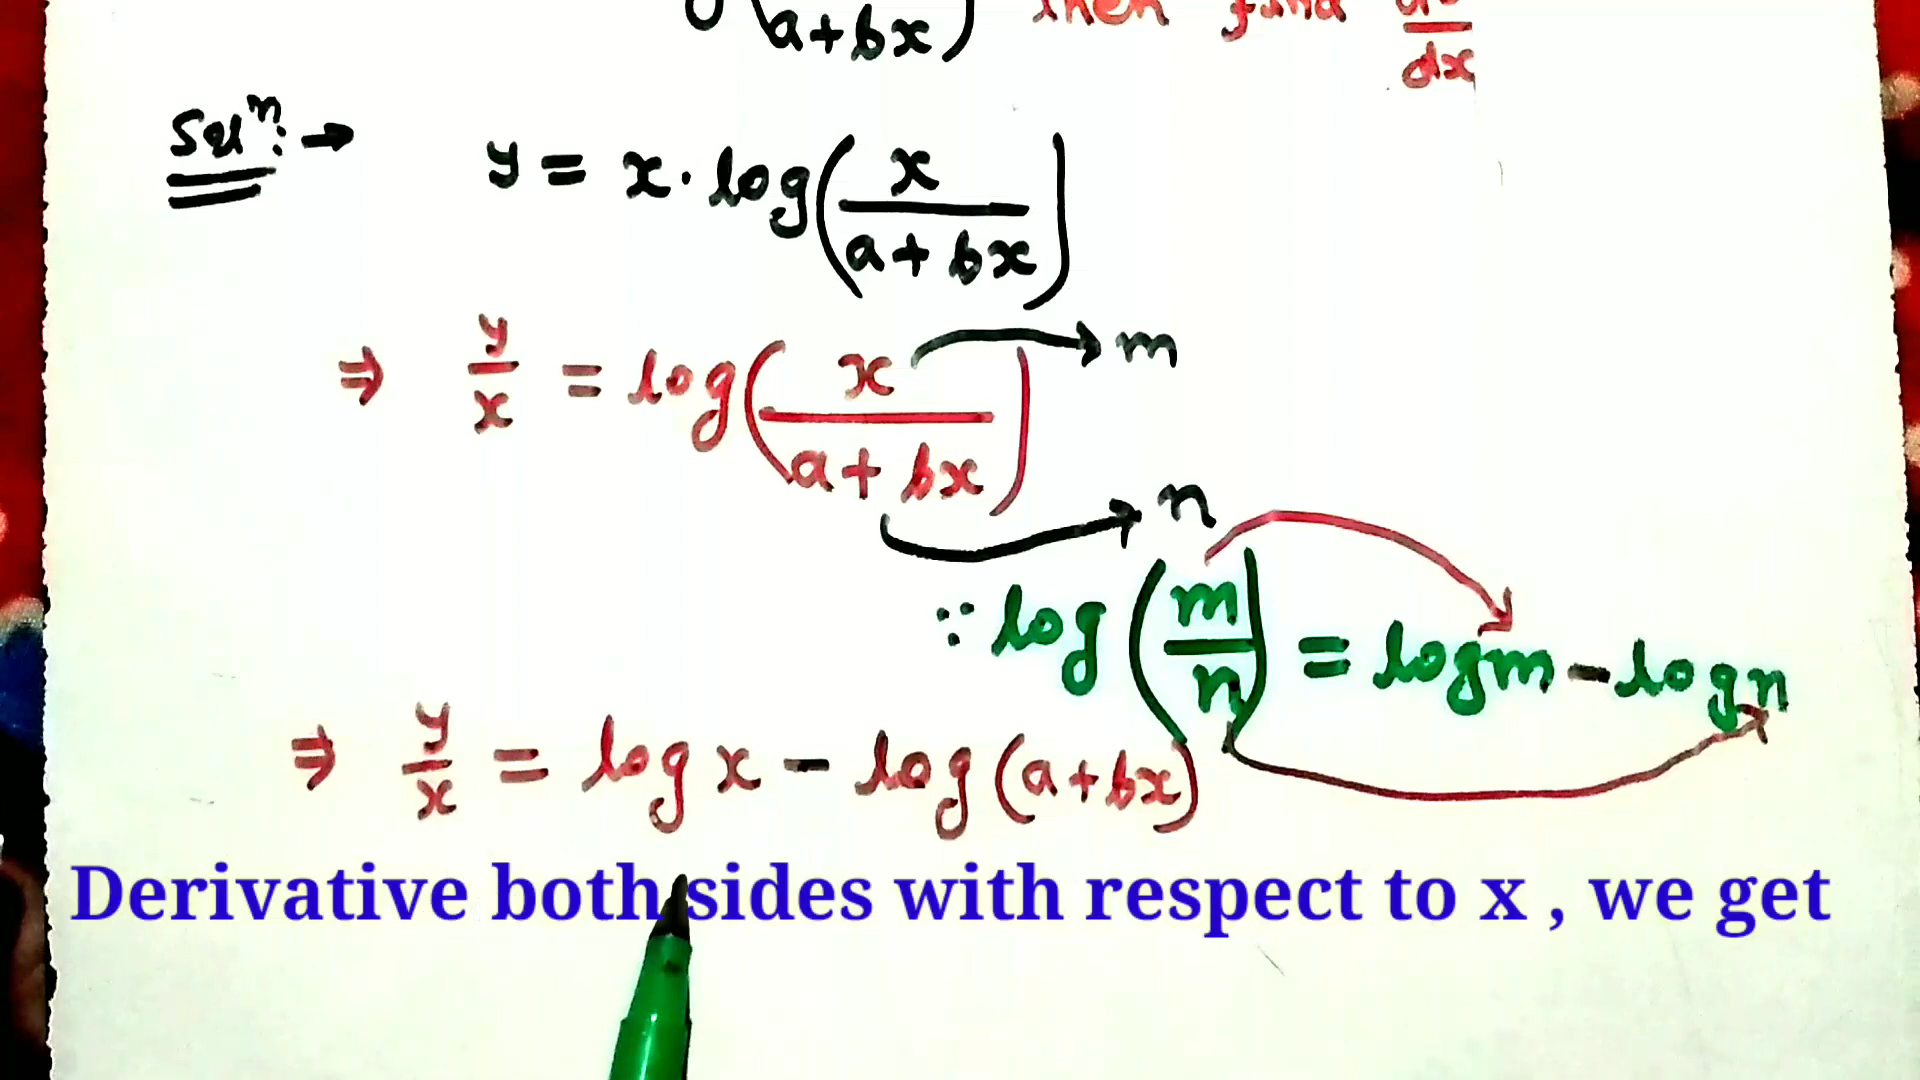 a+bx) then find
dx
Solⁿ:→ y = x·log(x/(a+bx))
⇒ y/x = log(x/(a+bx)) → m
→ n
∵ log(m/n) = logm - logn
⇒ y/x = log x - log(a+bx)
Derivative both sides with respect to x , we get